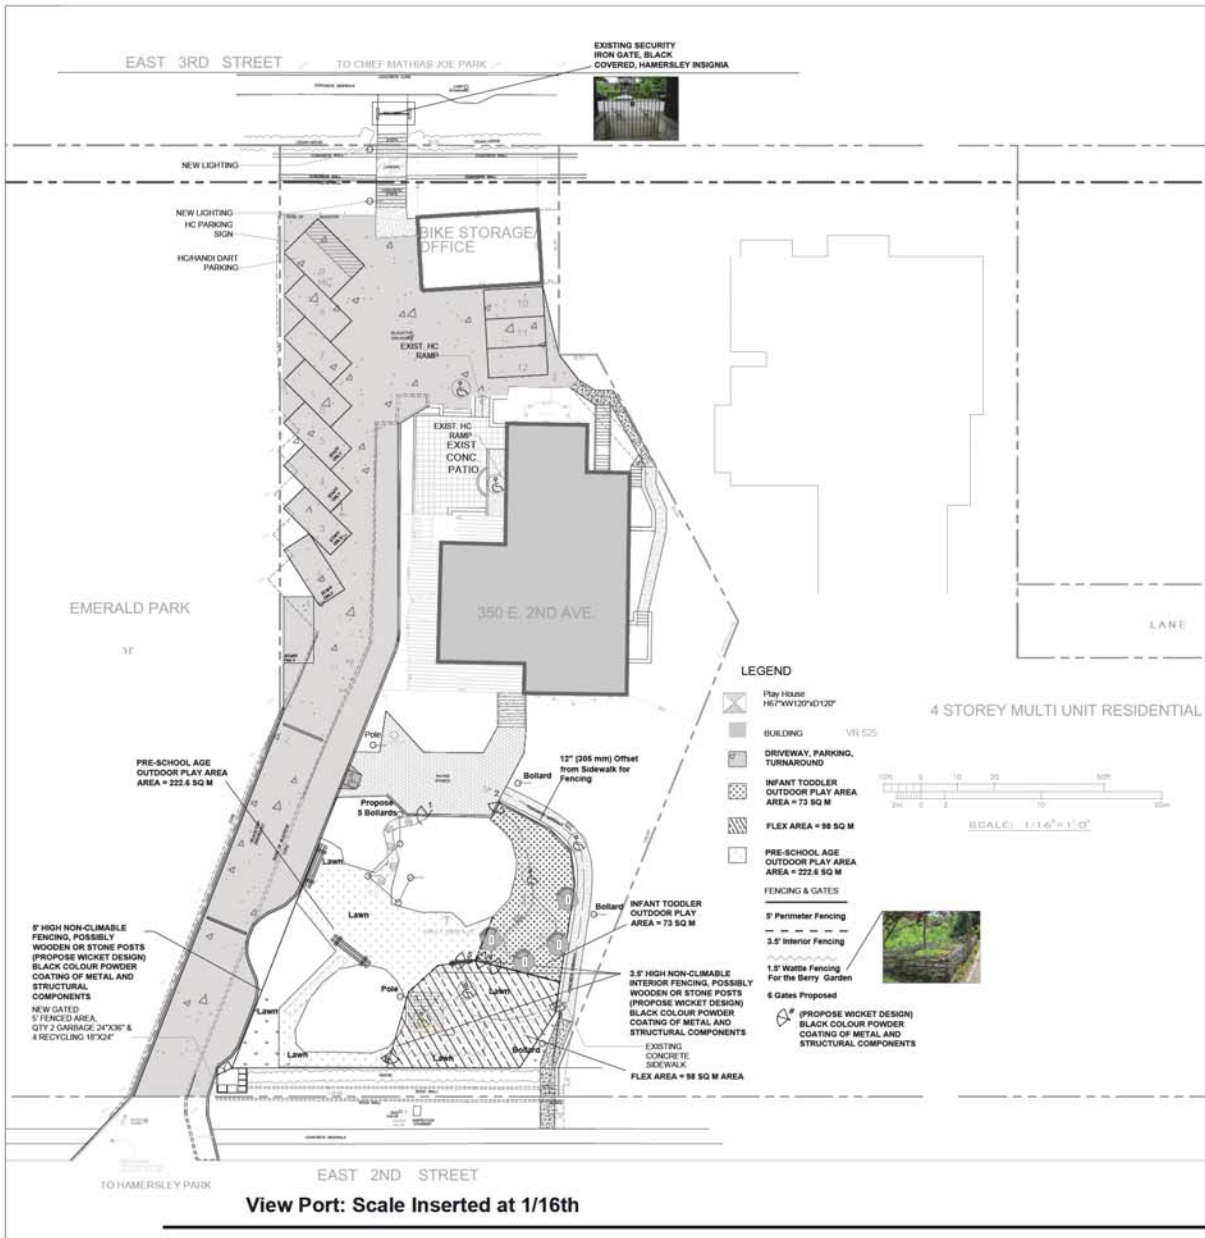 EXISTING SECURITY
IRON GATE, BLACK
COVERED, HAMERSLEY INSIGNIA
EAST 3RD STREET
TO CHIEF MATHIAS JOE PARK
NEW LIGHTING
NEW LIGHTING
HC PARKING
SIGN
HC/HANDI DART
PARKING
BIKE STORAGE/
OFFICE
HC
10
11
12
EXIST. HC
RAMP
EXIST. HC
RAMP
EXIST
CONC.
PATIO
EMERALD PARK
'H'
350 E. 2ND AVE.
LANE
4 STOREY MULTI UNIT RESIDENTIAL
VR 525
LEGEND
Play House
H67"xW120"xD120"
BUILDING
DRIVEWAY, PARKING,
TURNAROUND
INFANT TODDLER
OUTDOOR PLAY AREA
AREA = 73 SQ M
FLEX AREA = 98 SQ M
PRE-SCHOOL AGE
OUTDOOR PLAY AREA
AREA = 222.6 SQ M
FENCING & GATES
5' Perimeter Fencing
3.5' Interior Fencing
1.5' Wattle Fencing
For the Berry Garden
6 Gates Proposed
(PROPOSE WICKET DESIGN)
BLACK COLOUR POWDER
COATING OF METAL AND
STRUCTURAL COMPONENTS
SCALE: 1/16"=1'0"
Pole
PRE-SCHOOL AGE
OUTDOOR PLAY AREA
AREA = 222.6 SQ M
12" (305 mm) Offset
from Sidewalk for
Fencing
Bollard
Propose
5 Bollards
1
2
Lawn
Lawn
Bollard
INFANT TODDLER
OUTDOOR PLAY
AREA = 73 SQ M
5' HIGH NON-CLIMABLE
FENCING, POSSIBLY
WOODEN OR STONE POSTS
(PROPOSE WICKET DESIGN)
BLACK COLOUR POWDER
COATING OF METAL AND
STRUCTURAL
COMPONENTS
NEW GATED
5' FENCED AREA,
QTY 2 GARBAGE 24"X36" &
4 RECYCLING 18"X24"
3.5' HIGH NON-CLIMABLE
INTERIOR FENCING, POSSIBLY
WOODEN OR STONE POSTS
(PROPOSE WICKET DESIGN)
BLACK COLOUR POWDER
COATING OF METAL AND
STRUCTURAL COMPONENTS
Pole
Lawn
Lawn
Lawn
Lawn
Bollard
EXISTING
CONCRETE
SIDEWALK
FLEX AREA = 98 SQ M AREA
EAST 2ND STREET
TO HAMERSLEY PARK
View Port: Scale Inserted at 1/16th